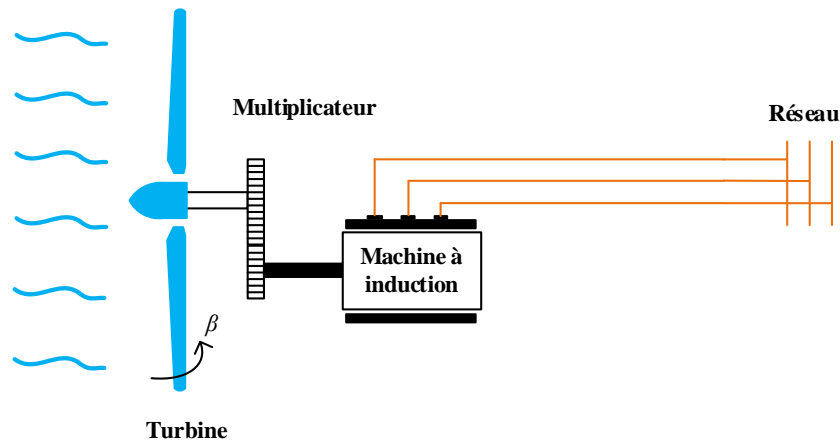 Multiplicateur
Réseau
Machine à
induction
β
Turbine